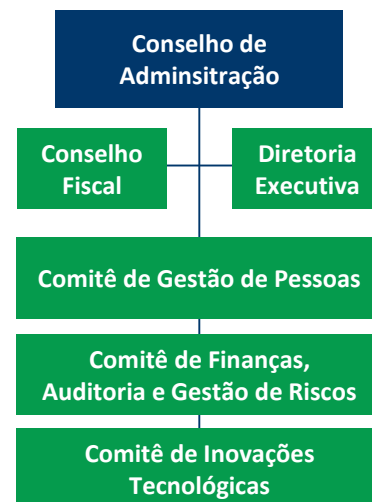 Conselho de
Adminsitração
Conselho
Fiscal
Diretoria
Executiva
Comitê de Gestão de Pessoas
Comitê de Finanças,
Auditoria e Gestão de Riscos
Comitê de Inovações
Tecnológicas